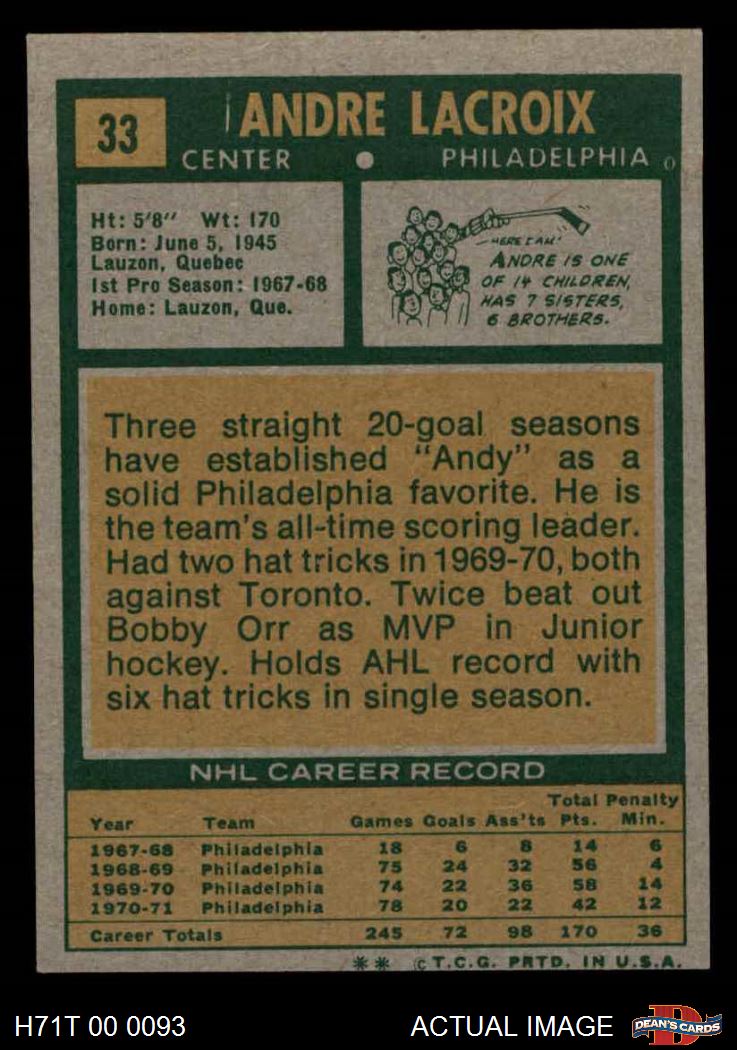 33
ANDRE LACROIX
CENTER • PHILADELPHIA
Ht: 5'8" Wt: 170
Born: June 5, 1945
Lauzon, Quebec
1st Pro Season: 1967-68
Home: Lauzon, Que.
HERE I AM!
ANDRE IS ONE
OF 14 CHILDREN,
HAS 7 SISTERS,
6 BROTHERS.
Three straight 20-goal seasons
have established "Andy" as a
solid Philadelphia favorite. He is
the team's all-time scoring leader.
Had two hat tricks in 1969-70, both
against Toronto. Twice beat out
Bobby Orr as MVP in Junior
hockey. Holds AHL record with
six hat tricks in single season.
NHL CAREER RECORD
Total Penalty
Year Team Games Goals Ass'ts Pts. Min.
1967-68 Philadelphia 18 6 8 14 6
1968-69 Philadelphia 75 24 32 56 4
1969-70 Philadelphia 74 22 36 58 14
1970-71 Philadelphia 78 20 22 42 12
Career Totals 245 72 98 170 36
** © T.C.G. PRTD. IN U.S.A.
H71T 00 0093 ACTUAL IMAGE DEAN'S CARDS